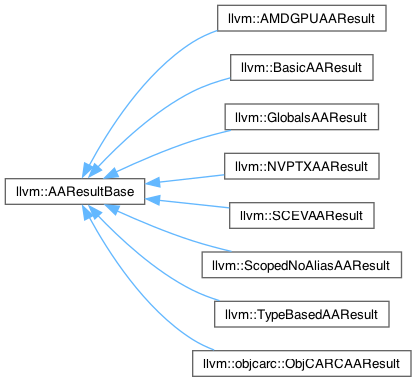 llvm::AMDGPUAAResult
llvm::BasicAAResult
llvm::GlobalsAAResult
llvm::NVPTXAAResult
llvm::AAResultBase
llvm::SCEVAAResult
llvm::ScopedNoAliasAAResult
llvm::TypeBasedAAResult
llvm::objcarc::ObjCARCAAResult